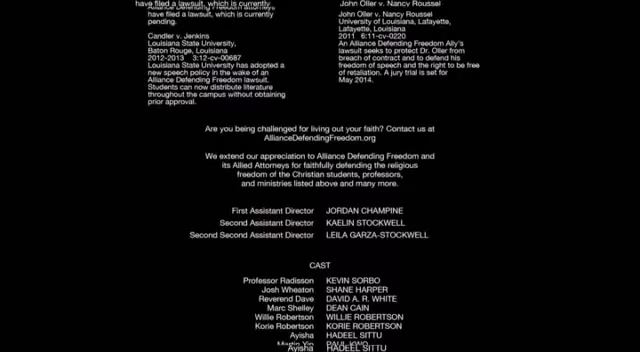 have filed a lawsuit, which is currently
Alliance Defending Freedom attorneys
have filed a lawsuit, which is currently
pending.
Candler v. Jenkins
Louisiana State University,
Baton Rouge, Louisiana
2012-2013 3:12-cv-00687
Louisiana State University has adopted a
new speech policy in the wake of an
Alliance Defending Freedom lawsuit.
Students can now distribute literature
throughout the campus without obtaining
prior approval.
John Oller v. Nancy Roussel
John Oller v. Nancy Roussel
University of Louisiana, Lafayette,
Lafayette, Louisiana
2011 6:11-cv-0220
An Alliance Defending Freedom Ally's
lawsuit seeks to protect Dr. Oller from
breach of contract and to defend his
freedom of speech and the right to be free
of retaliation. A jury trial is set for
May 2014.
Are you being challenged for living out your faith? Contact us at
AllianceDefendingFreedom.org
We extend our appreciation to Alliance Defending Freedom and
its Allied Attorneys for faithfully defending the religious
freedom of the Christian students, professors,
and ministries listed above and many more.
First Assistant Director JORDAN CHAMPINE
Second Assistant Director KAELIN STOCKWELL
Second Second Assistant Director LEILA GARZA-STOCKWELL
CAST
Professor Radisson KEVIN SORBO
Josh Wheaton SHANE HARPER
Reverend Dave DAVID A. R. WHITE
Marc Shelley DEAN CAIN
Willie Robertson WILLIE ROBERTSON
Korie Robertson KORIE ROBERTSON
Ayisha HADEEL SITTU
Martin Yip PAUL KWO
Ayisha HADEEL SITTU